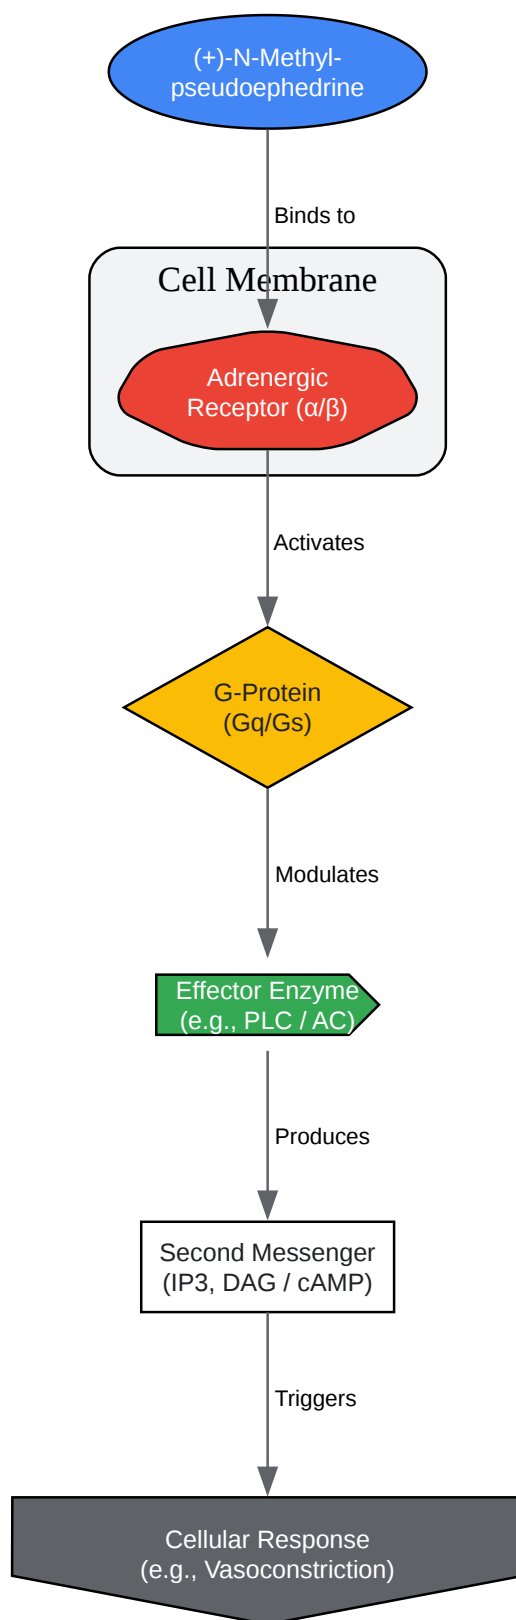 (+)-N-Methyl-
pseudoephedrine
Binds to
Cell Membrane
Adrenergic
Receptor (α/β)
Activates
G-Protein
(Gq/Gs)
Modulates
Effector Enzyme
(e.g., PLC / AC)
Produces
Second Messenger
(IP3, DAG / cAMP)
Triggers
Cellular Response
(e.g., Vasoconstriction)